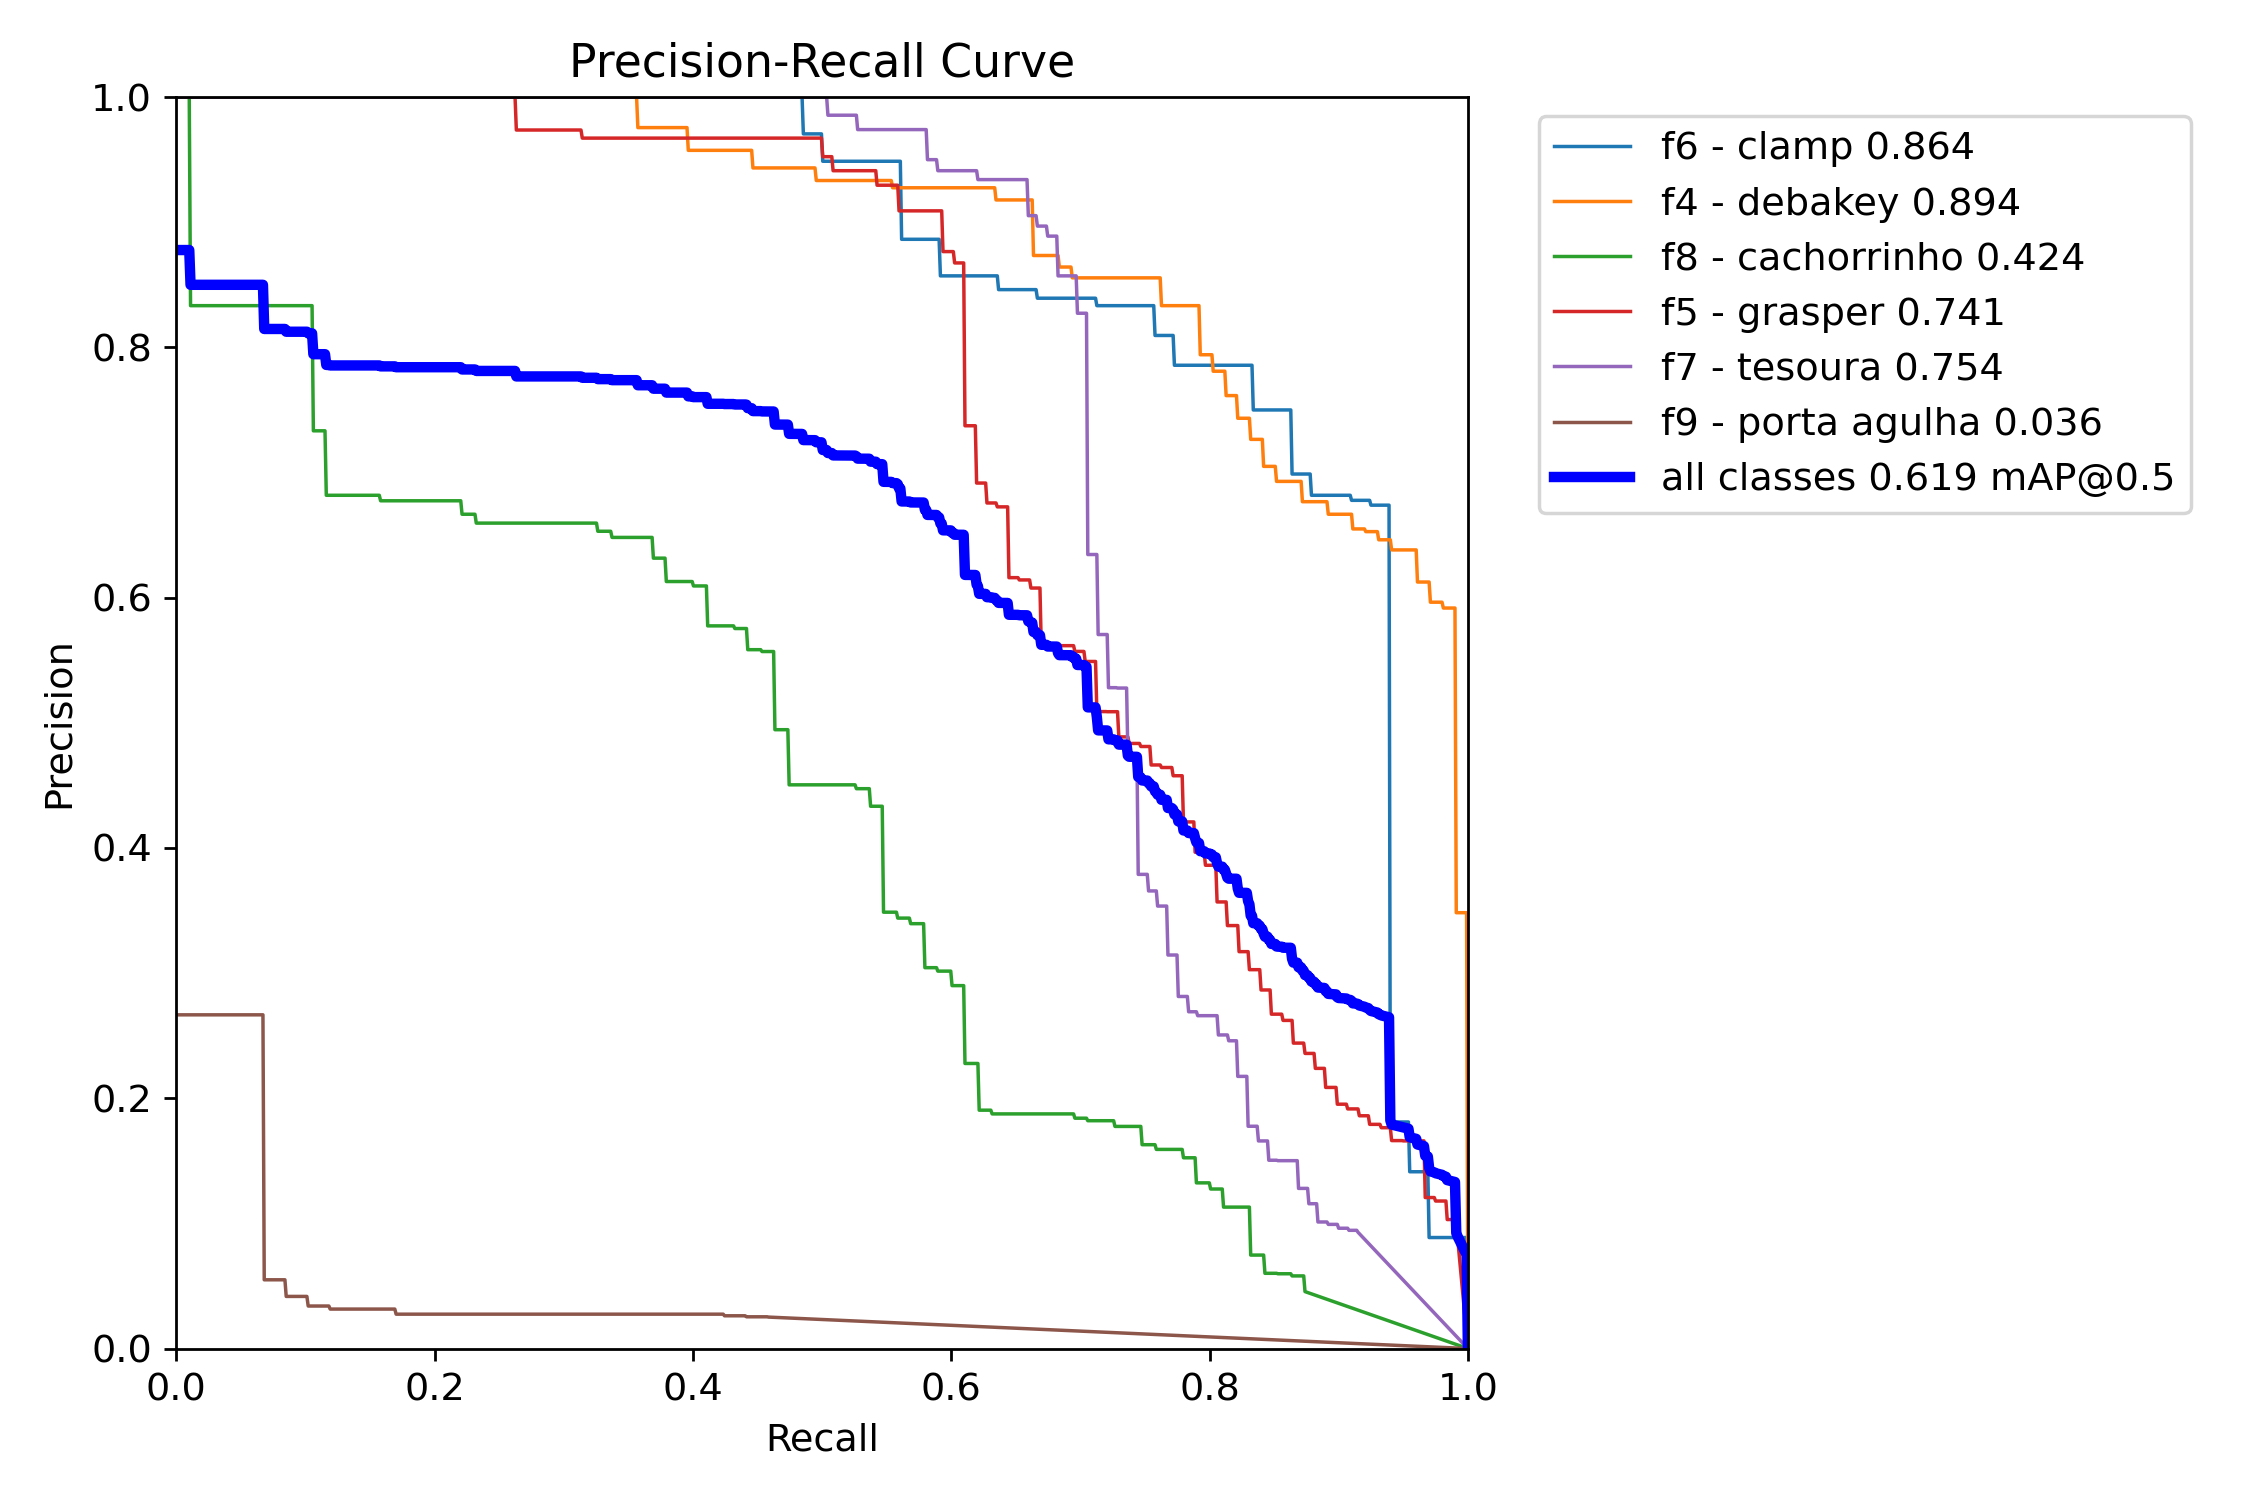 Precision-Recall Curve
1.0
0.8
0.6
0.4
0.2
0.0
Precision
0.0 0.2 0.4 0.6 0.8 1.0
Recall
f6 - clamp 0.864
f4 - debakey 0.894
f8 - cachorrinho 0.424
f5 - grasper 0.741
f7 - tesoura 0.754
f9 - porta agulha 0.036
all classes 0.619 mAP@0.5